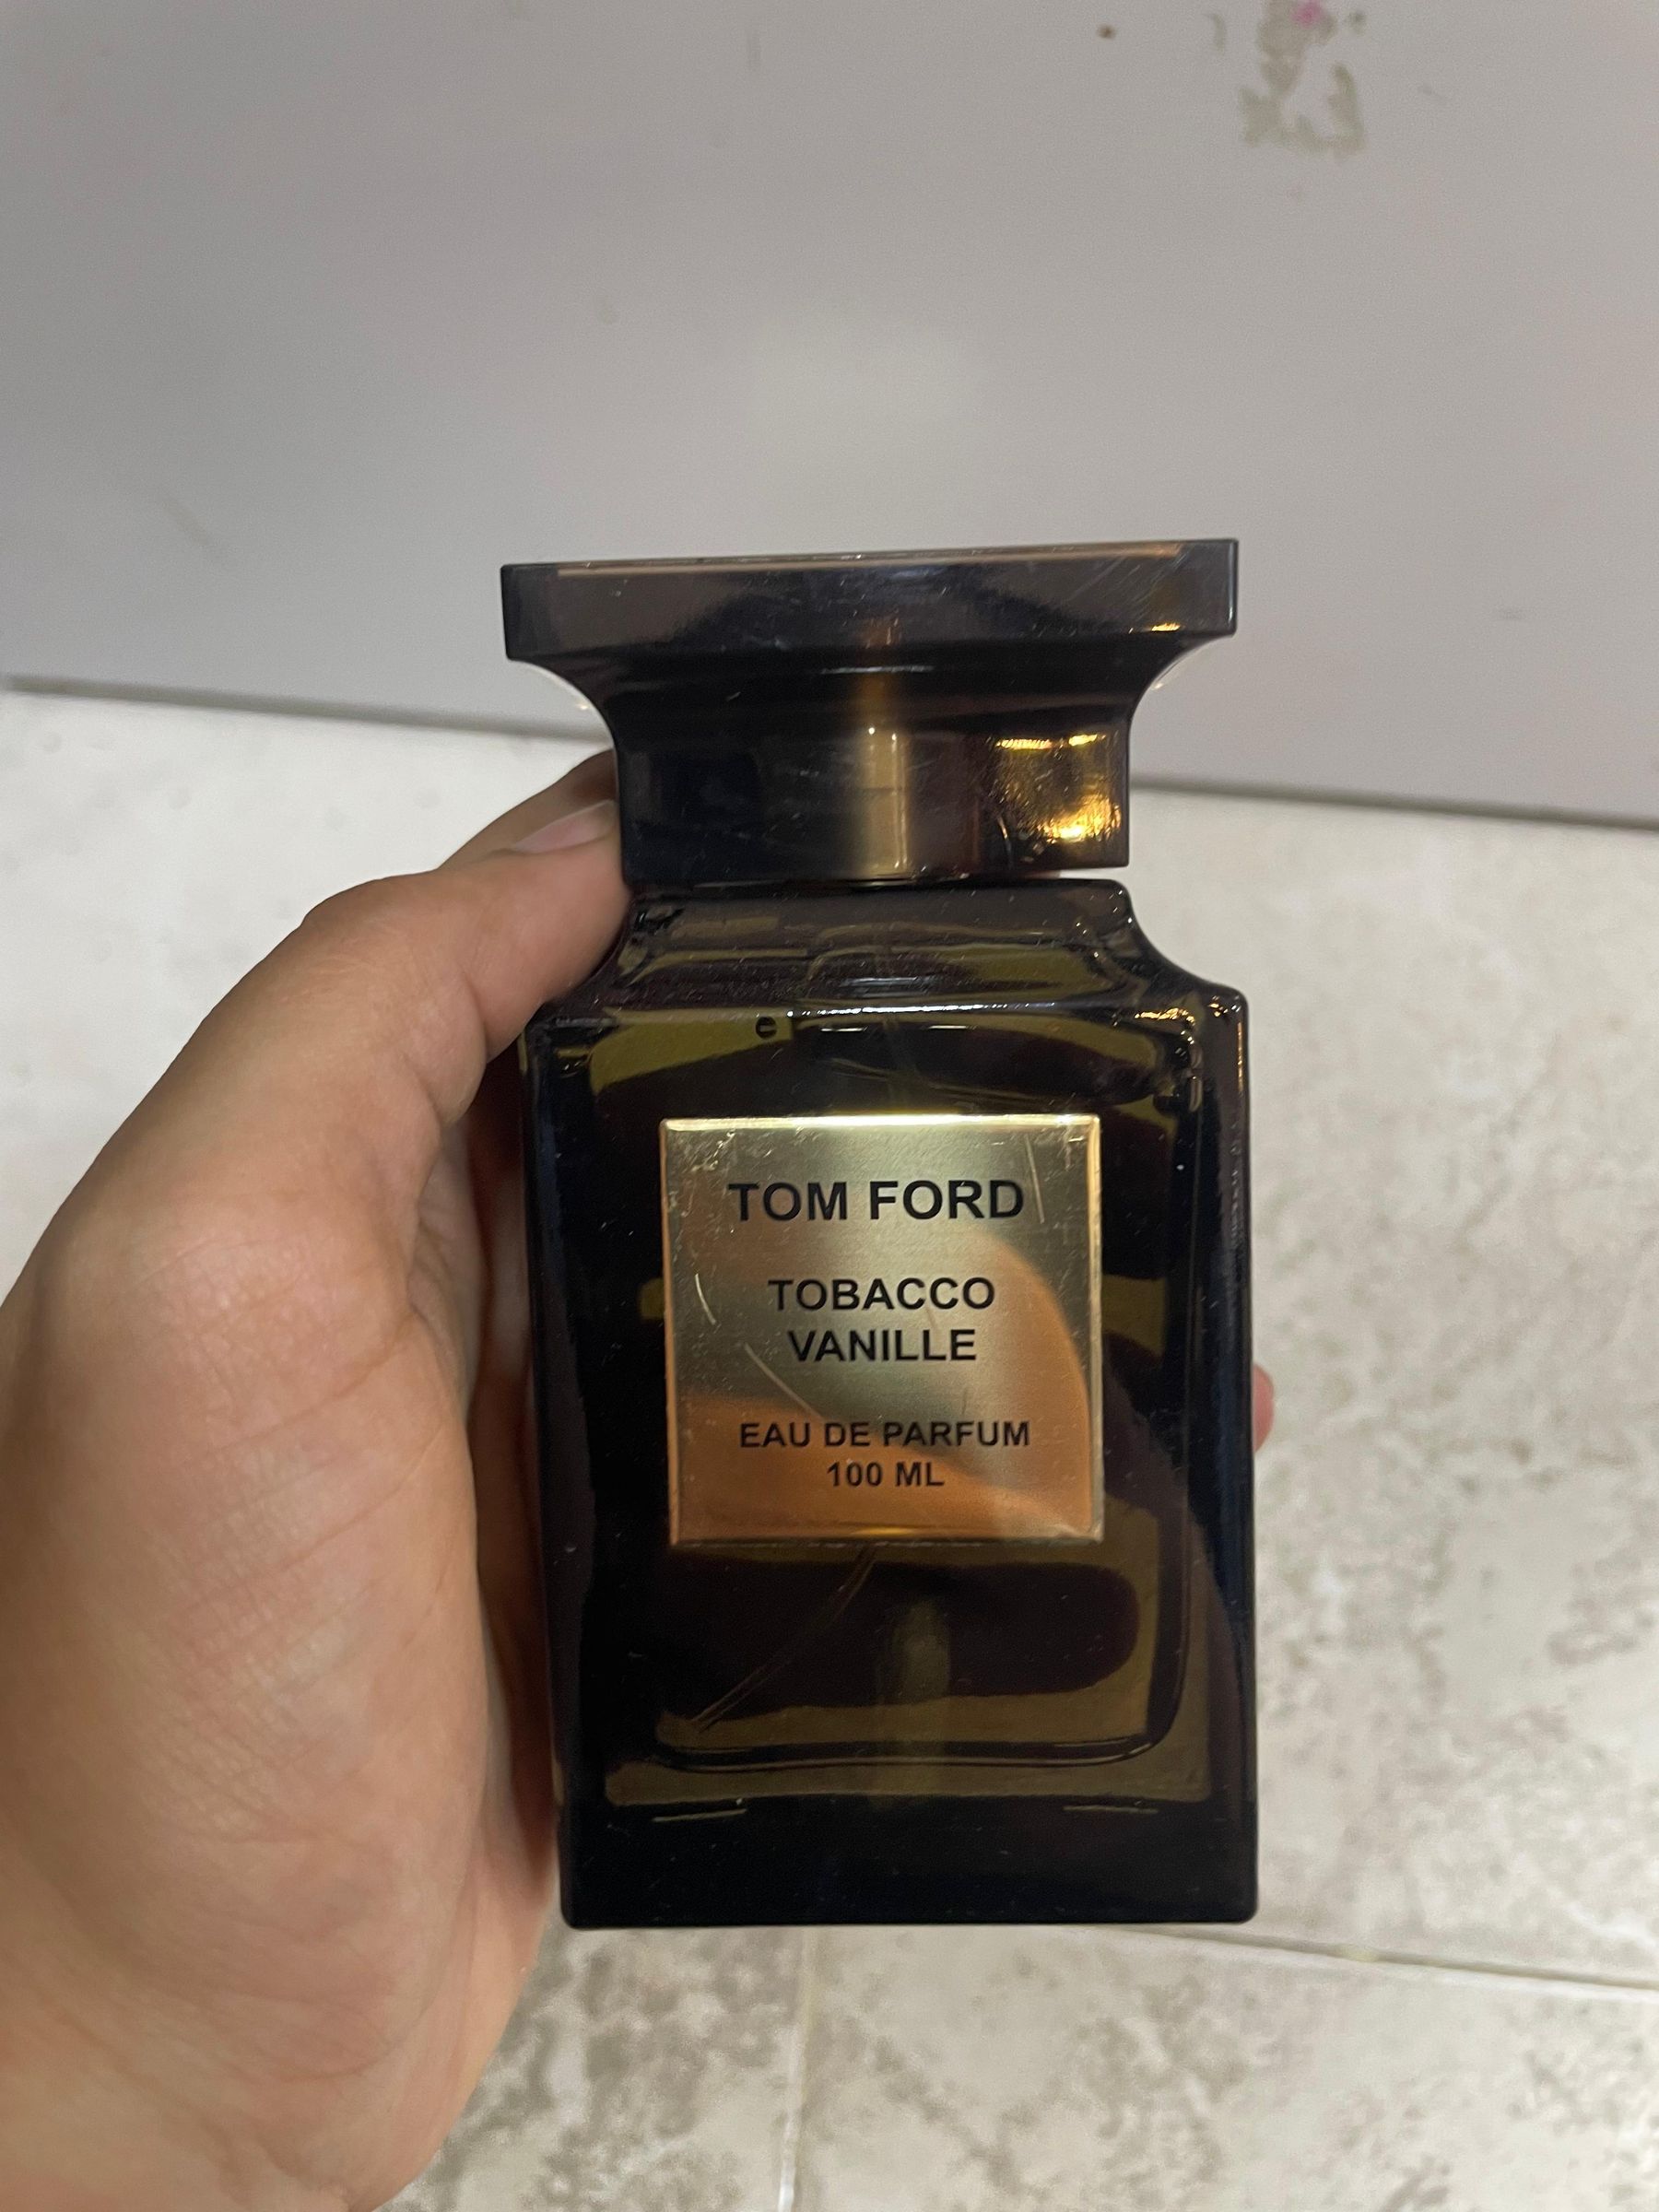 TOM FORD
TOBACCO
VANILLE
EAU DE PARFUM
100 ML